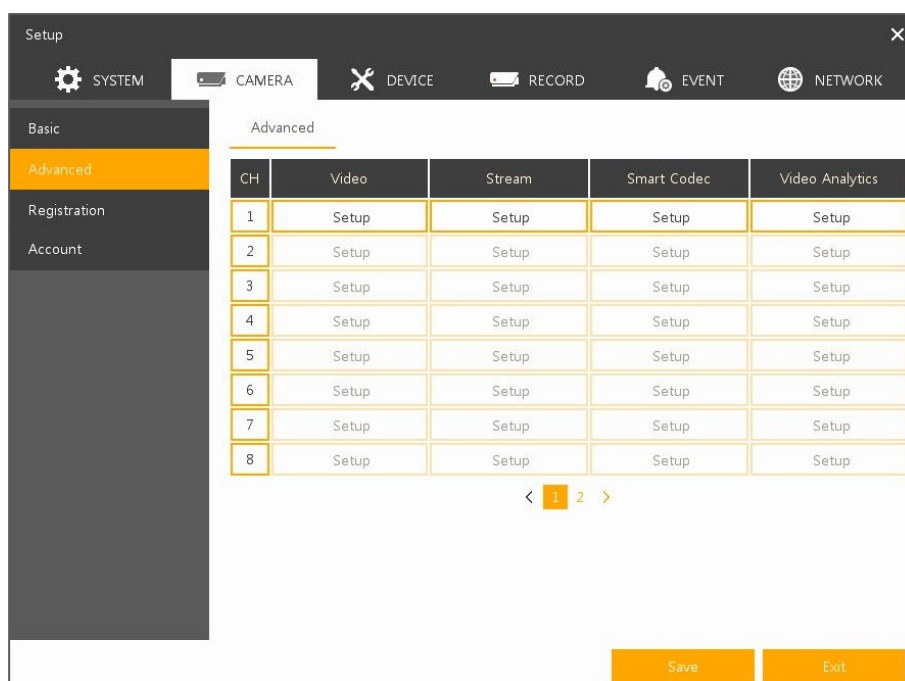 Setup
SYSTEM CAMERA DEVICE RECORD EVENT NETWORK
Basic
Advanced
Registration
Account
Advanced
CH Video Stream Smart Codec Video Analytics
1 Setup Setup Setup Setup
2 Setup Setup Setup Setup
3 Setup Setup Setup Setup
4 Setup Setup Setup Setup
5 Setup Setup Setup Setup
6 Setup Setup Setup Setup
7 Setup Setup Setup Setup
8 Setup Setup Setup Setup
< 1 2 >
Save Exit